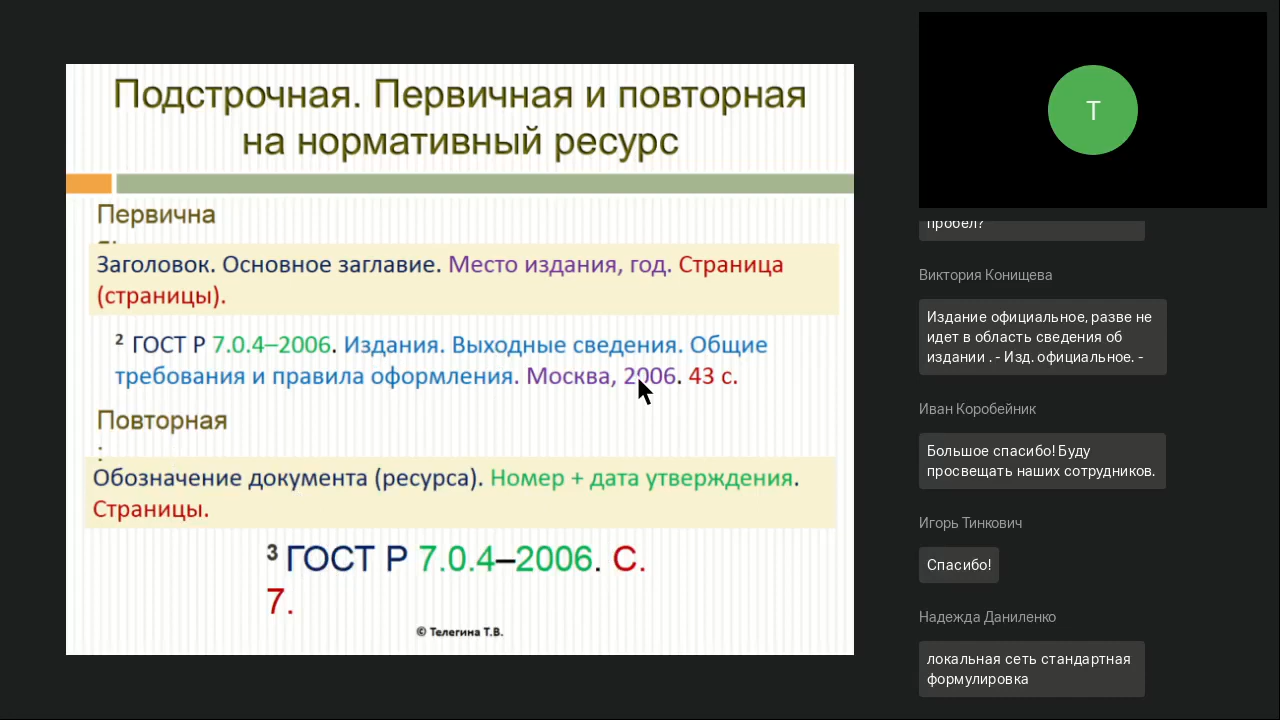 Подстрочная. Первичная и повторная
на нормативный ресурс
Первична
Заголовок. Основное заглавие. Место издания, год. Страница
(страницы).
2 ГОСТ Р 7.0.4–2006. Издания. Выходные сведения. Общие
требования и правила оформления. Москва, 2006. 43 с.
Повторная
:
Обозначение документа (ресурса). Номер + дата утверждения.
Страницы.
3 ГОСТ Р 7.0.4–2006. С.
7.
© Телегина Т.В.
Т
пробел?
Виктория Конищева
Издание официальное, разве не
идет в область сведения об
издании . - Изд. официальное. -
Иван Коробейник
Большое спасибо! Буду
просвещать наших сотрудников.
Игорь Тинкович
Спасибо!
Надежда Даниленко
локальная сеть стандартная
формулировка